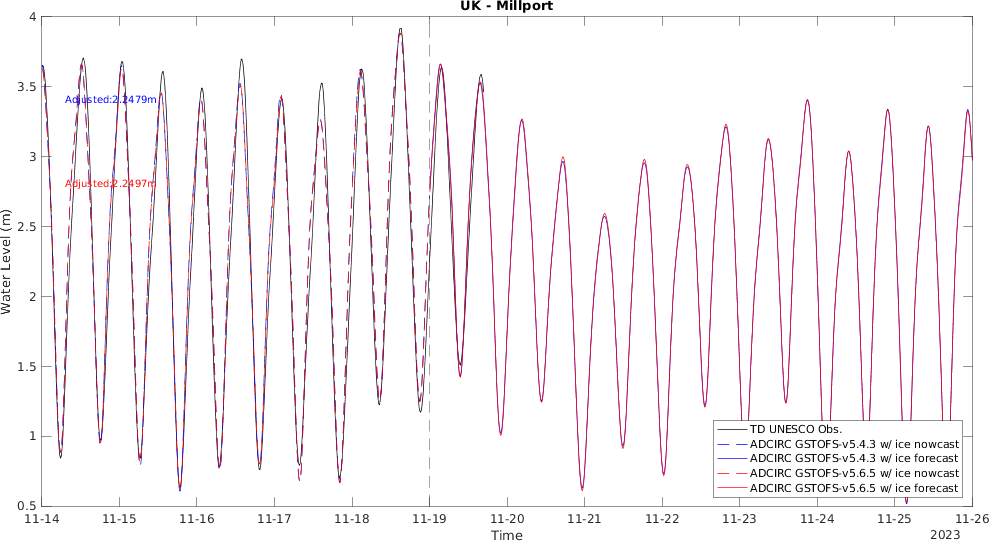 UK - Millport
4
3.5
3
2.5
2
1.5
1
0.5
Water Level (m)
Adjusted:2.2479m
Adjusted:2.2497m
TD UNESCO Obs.
ADCIRC GSTOFS-v5.4.3 w/ ice nowcast
ADCIRC GSTOFS-v5.4.3 w/ ice forecast
ADCIRC GSTOFS-v5.6.5 w/ ice nowcast
ADCIRC GSTOFS-v5.6.5 w/ ice forecast
11-14 11-15 11-16 11-17 11-18 11-19 11-20 11-21 11-22 11-23 11-24 11-25 11-26
Time
2023